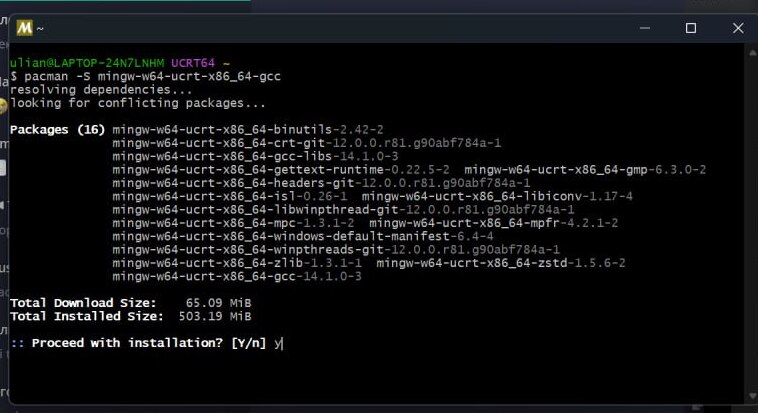 M ~
ulian@LAPTOP-24N7LNHM UCRT64 ~
$ pacman -S mingw-w64-ucrt-x86_64-gcc
resolving dependencies...
looking for conflicting packages...
Packages (16) mingw-w64-ucrt-x86_64-binutils-2.42-2
mingw-w64-ucrt-x86_64-crt-git-12.0.0.r81.g90abf784a-1
mingw-w64-ucrt-x86_64-gcc-libs-14.1.0-3
mingw-w64-ucrt-x86_64-gettext-runtime-0.22.5-2 mingw-w64-ucrt-x86_64-gmp-6.3.0-2
mingw-w64-ucrt-x86_64-headers-git-12.0.0.r81.g90abf784a-1
mingw-w64-ucrt-x86_64-isl-0.26-1 mingw-w64-ucrt-x86_64-libiconv-1.17-4
mingw-w64-ucrt-x86_64-libwinpthread-git-12.0.0.r81.g90abf784a-1
mingw-w64-ucrt-x86_64-mpc-1.3.1-2 mingw-w64-ucrt-x86_64-mpfr-4.2.1-2
mingw-w64-ucrt-x86_64-windows-default-manifest-6.4-4
mingw-w64-ucrt-x86_64-winpthreads-git-12.0.0.r81.g90abf784a-1
mingw-w64-ucrt-x86_64-zlib-1.3.1-1 mingw-w64-ucrt-x86_64-zstd-1.5.6-2
mingw-w64-ucrt-x86_64-gcc-14.1.0-3
Total Download Size: 65.09 MiB
Total Installed Size: 503.19 MiB
:: Proceed with installation? [Y/n] y